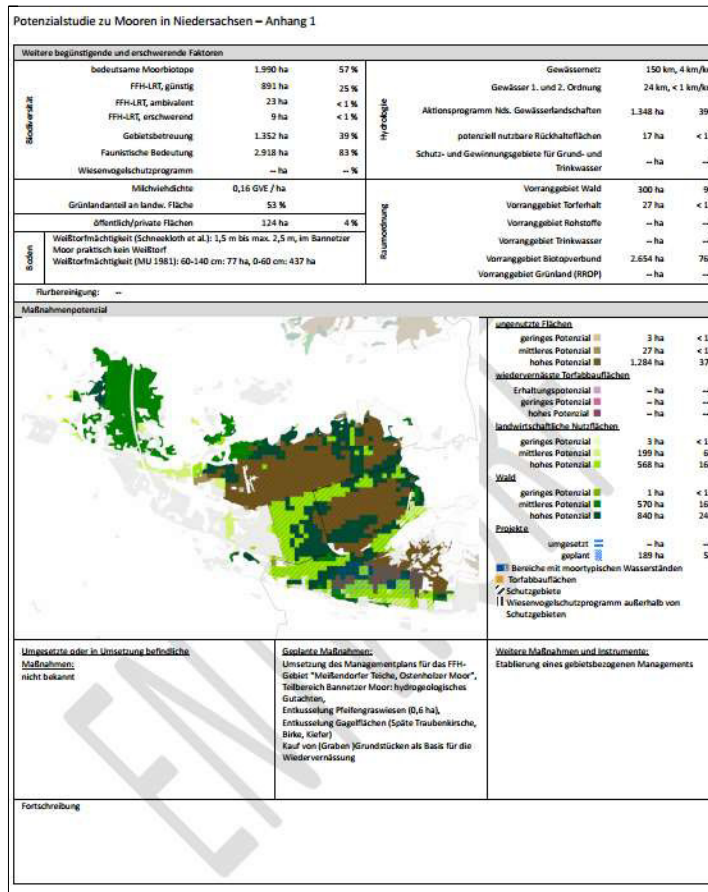 Potenzialstudie zu Mooren in Niedersachsen – Anhang 1
Weitere begünstigende und erschwerende Faktoren
Biodiversität
bedeutsame Moorbiotope 1.990 ha 57 %
FFH-LRT, günstig 891 ha 25 %
FFH-LRT, ambivalent 23 ha < 1 %
FFH-LRT, erschwerend 9 ha < 1 %
Gebietsbetreuung 1.352 ha 39 %
Faunistische Bedeutung 2.918 ha 83 %
Wiesenvogelschutzprogramm -- ha -- %
Milchviehdichte 0,16 GVE / ha
Grünlandanteil an landw. Fläche 53 %
öffentlich/private Flächen 124 ha 4 %
Boden
Weißtorfmächtigkeit (Schneekloth et al.): 1,5 m bis max. 2,5 m, im Bannetzer
Moor praktisch kein Weißtorf
Weißtorfmächtigkeit (MU 1981): 60-140 cm: 77 ha, 0-60 cm: 437 ha
Hydrologie
Gewässernetz 150 km, 4 km/k
Gewässer 1. und 2. Ordnung 24 km, < 1 km/k
Aktionsprogramm Nds. Gewässerlandschaften 1.348 ha 39
potenziell nutzbare Rückhalteflächen 17 ha < 1
Schutz- und Gewinnungsgebiete für Grund- und
Trinkwasser -- ha --
Raumordnung
Vorranggebiet Wald 300 ha 9
Vorranggebiet Torferhalt 27 ha < 1
Vorranggebiet Rohstoffe -- ha --
Vorranggebiet Trinkwasser -- ha --
Vorranggebiet Biotopverbund 2.654 ha 76
Vorranggebiet Grünland (RROP) -- ha --
Flurbereinigung: --
Maßnahmenpotenzial
ungenutzte Flächen
geringes Potenzial 3 ha < 1
mittleres Potenzial 27 ha < 1
hohes Potenzial 1.284 ha 37
wiedervernässte Torfabbauflächen
Erhaltungspotenzial -- ha --
geringes Potenzial -- ha --
hohes Potenzial -- ha --
landwirtschaftliche Nutzflächen
geringes Potenzial 3 ha < 1
mittleres Potenzial 199 ha 6
hohes Potenzial 568 ha 16
Wald
geringes Potenzial 1 ha < 1
mittleres Potenzial 570 ha 16
hohes Potenzial 840 ha 24
Projekte
umgesetzt -- ha --
geplant 189 ha 5
Bereiche mit moortypischen Wasserständen
Torfabbauflächen
Schutzgebiete
Wiesenvogelschutzprogramm außerhalb von
Schutzgebieten
Umgesetzte oder in Umsetzung befindliche
Maßnahmen:
nicht bekannt
Geplante Maßnahmen:
Umsetzung des Managementplans für das FFH-
Gebiet "Meißendorfer Teiche, Ostenholzer Moor",
Teilbereich Bannetzer Moor: hydrogeologisches
Gutachten,
Entkusselung Pfeifengraswiesen (0,6 ha),
Entkusselung Gagelflächen (Späte Traubenkirsche,
Birke, Kiefer)
Kauf von (Graben )Grundstücken als Basis für die
Wiedervernässung
Weitere Maßnahmen und Instrumente:
Etablierung eines gebietsbezogenen Managements
Fortschreibung
ENTWURF